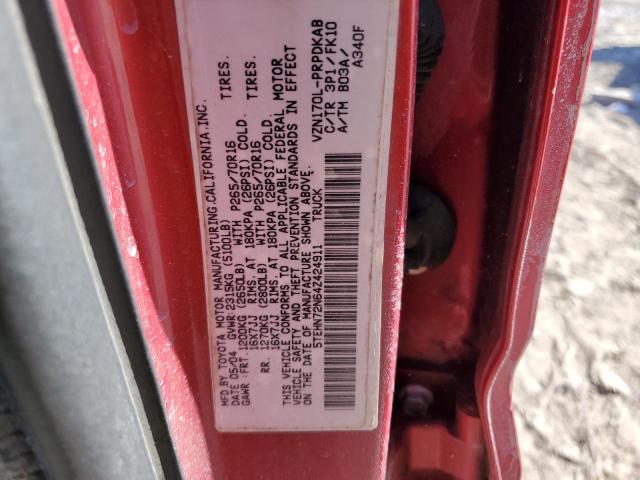 MFD.BY TOYOTA MOTOR MANUFACTURING.CALIFORNIA.INC.
DATE 05/04 GVWR 2315KG (5100LB)
GAWR:FRT.1200KG (2650LB) WITH P265/70R16 TIRES.
16X7JJ RIMS. AT 180KPA (26PSI) COLD.
RR. 1270KG (2800LB) WITH P265/70R16 TIRES.
16X7JJ RIMS. AT 180KPA (26PSI) COLD.
THIS VEHICLE CONFORMS TO ALL APPLICABLE FEDERAL MOTOR
VEHICLE SAFETY AND THEFT PREVENTION STANDARDS IN EFFECT
ON THE DATE OF MANUFACTURE SHOWN ABOVE.
5TEHN72N64Z424911 TRUCK
VZN170L-PRPDKAB
C/TR 3P1/FK10
A/TM B03A/
A340F